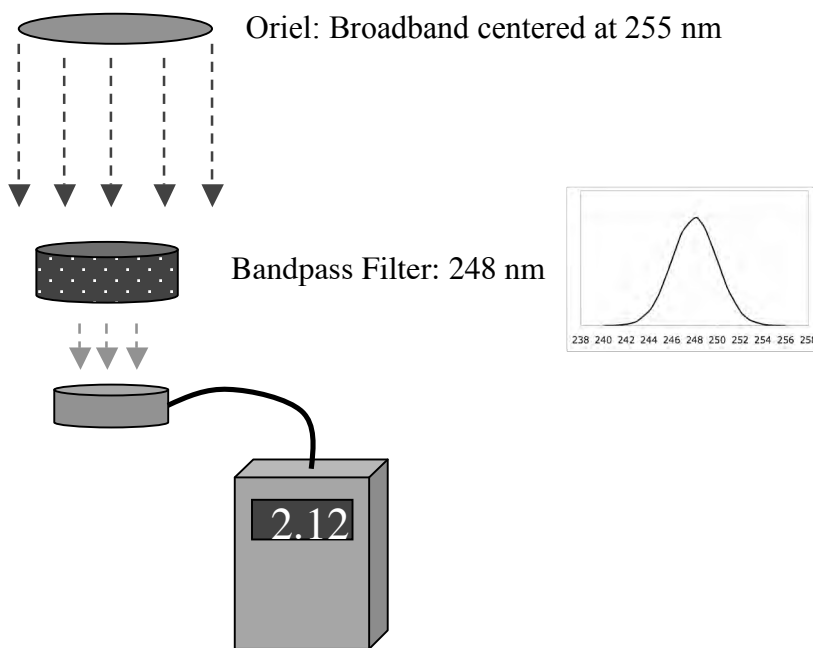 Oriel: Broadband centered at 255 nm
Bandpass Filter: 248 nm
238 240 242 244 246 248 250 252 254 256 258
2.12